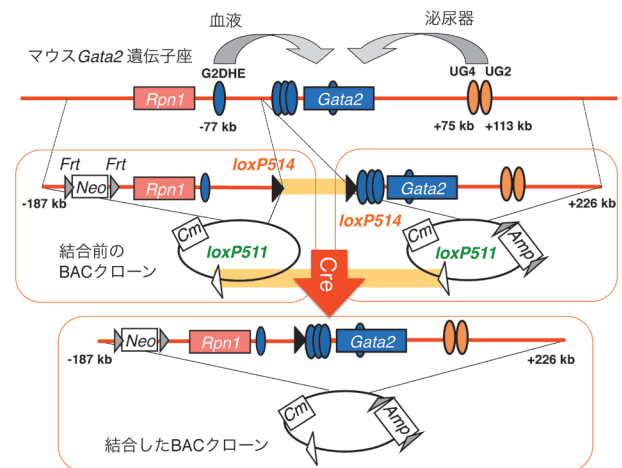 血液
泌尿器
マウスGata2 遺伝子座
G2DHE
UG4 UG2
Rpn1
Gata2
-77 kb
+75 kb +113 kb
Frt Frt
loxP514
Neo
Rpn1
Gata2
-187 kb
loxP514
+226 kb
Cm
loxP511
Cm
loxP511
Amp
結合前の
BACクローン
Cre
Neo
Rpn1
Gata2
-187 kb
+226 kb
Cm
Amp
結合したBACクローン